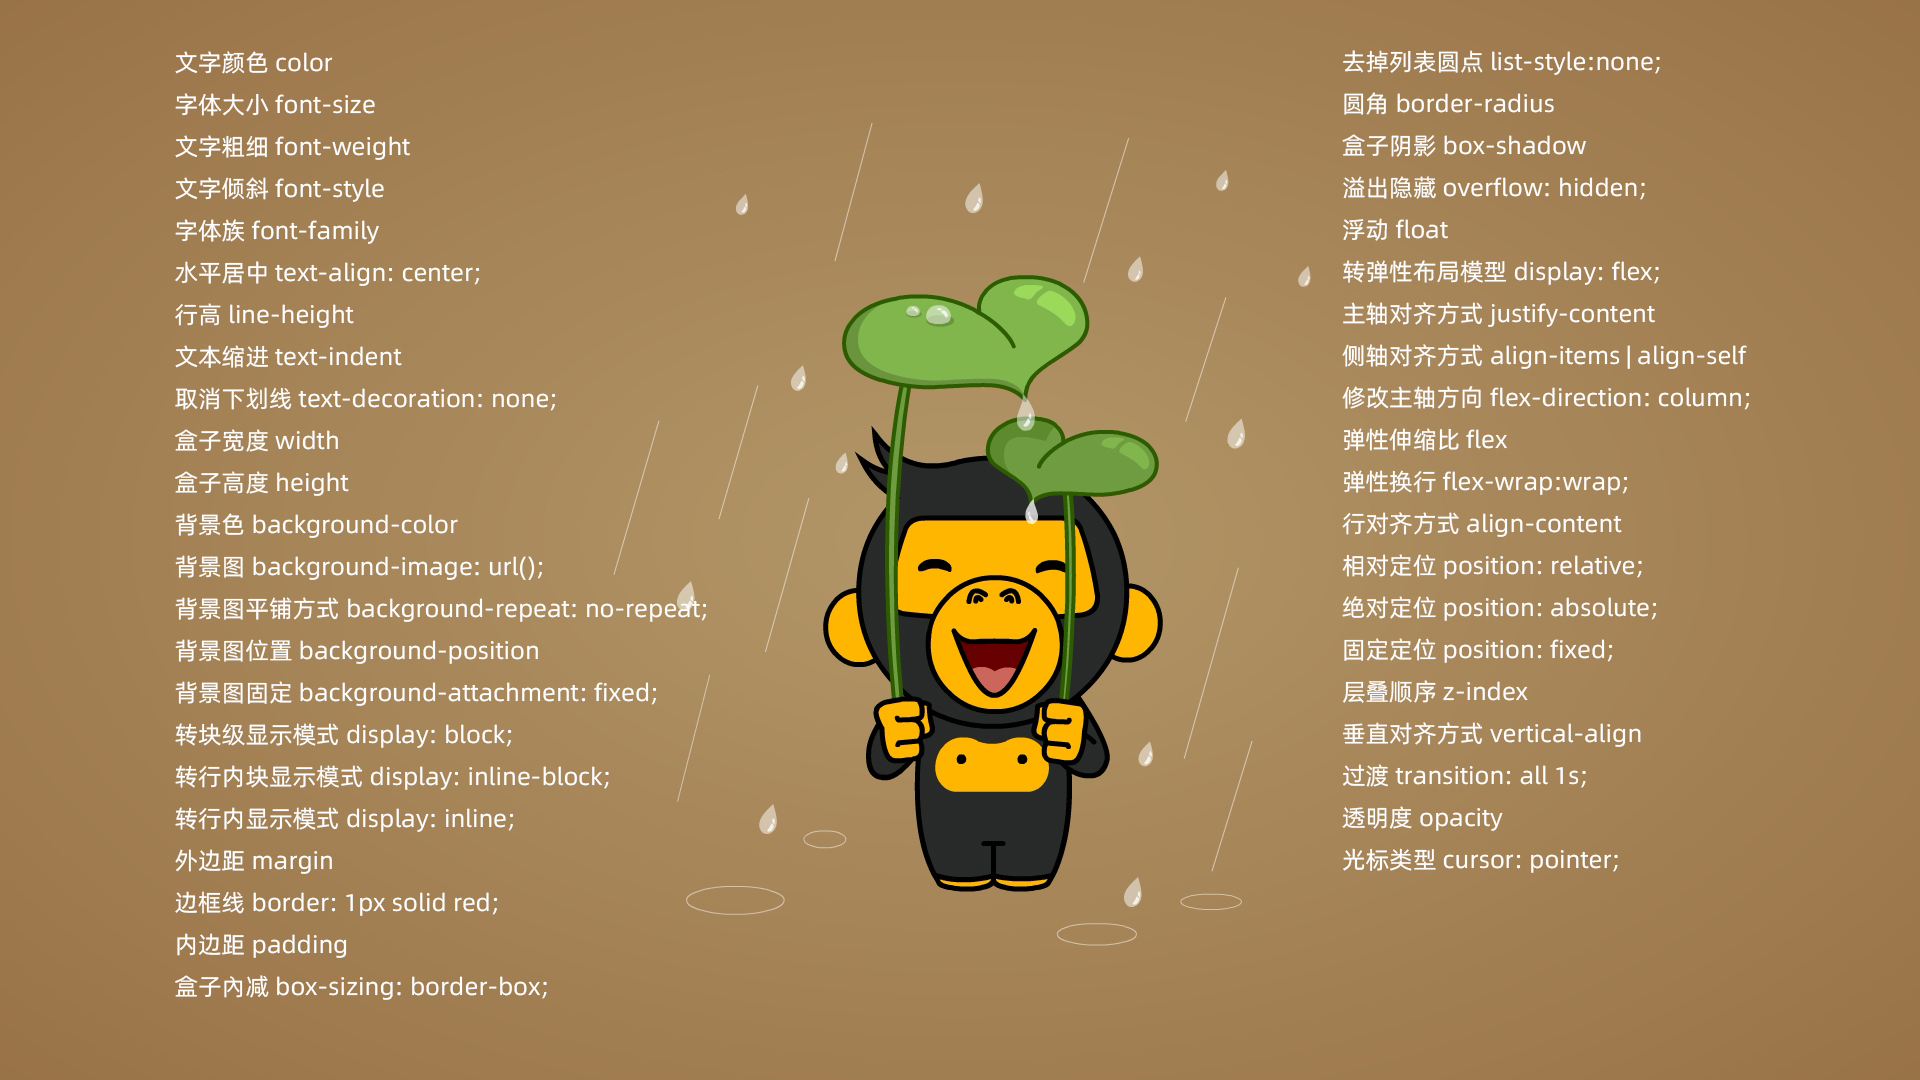 文字颜色 color
字体大小 font-size
文字粗细 font-weight
文字倾斜 font-style
字体族 font-family
水平居中 text-align: center;
行高 line-height
文本缩进 text-indent
取消下划线 text-decoration: none;
盒子宽度 width
盒子高度 height
背景色 background-color
背景图 background-image: url();
背景图平铺方式 background-repeat: no-repeat;
背景图位置 background-position
背景图固定 background-attachment: fixed;
转块级显示模式 display: block;
转行内块显示模式 display: inline-block;
转行内显示模式 display: inline;
外边距 margin
边框线 border: 1px solid red;
内边距 padding
盒子內减 box-sizing: border-box;
去掉列表圆点 list-style:none;
圆角 border-radius
盒子阴影 box-shadow
溢出隐藏 overflow: hidden;
浮动 float
转弹性布局模型 display: flex;
主轴对齐方式 justify-content
侧轴对齐方式 align-items | align-self
修改主轴方向 flex-direction: column;
弹性伸缩比 flex
弹性换行 flex-wrap:wrap;
行对齐方式 align-content
相对定位 position: relative;
绝对定位 position: absolute;
固定定位 position: fixed;
层叠顺序 z-index
垂直对齐方式 vertical-align
过渡 transition: all 1s;
透明度 opacity
光标类型 cursor: pointer;